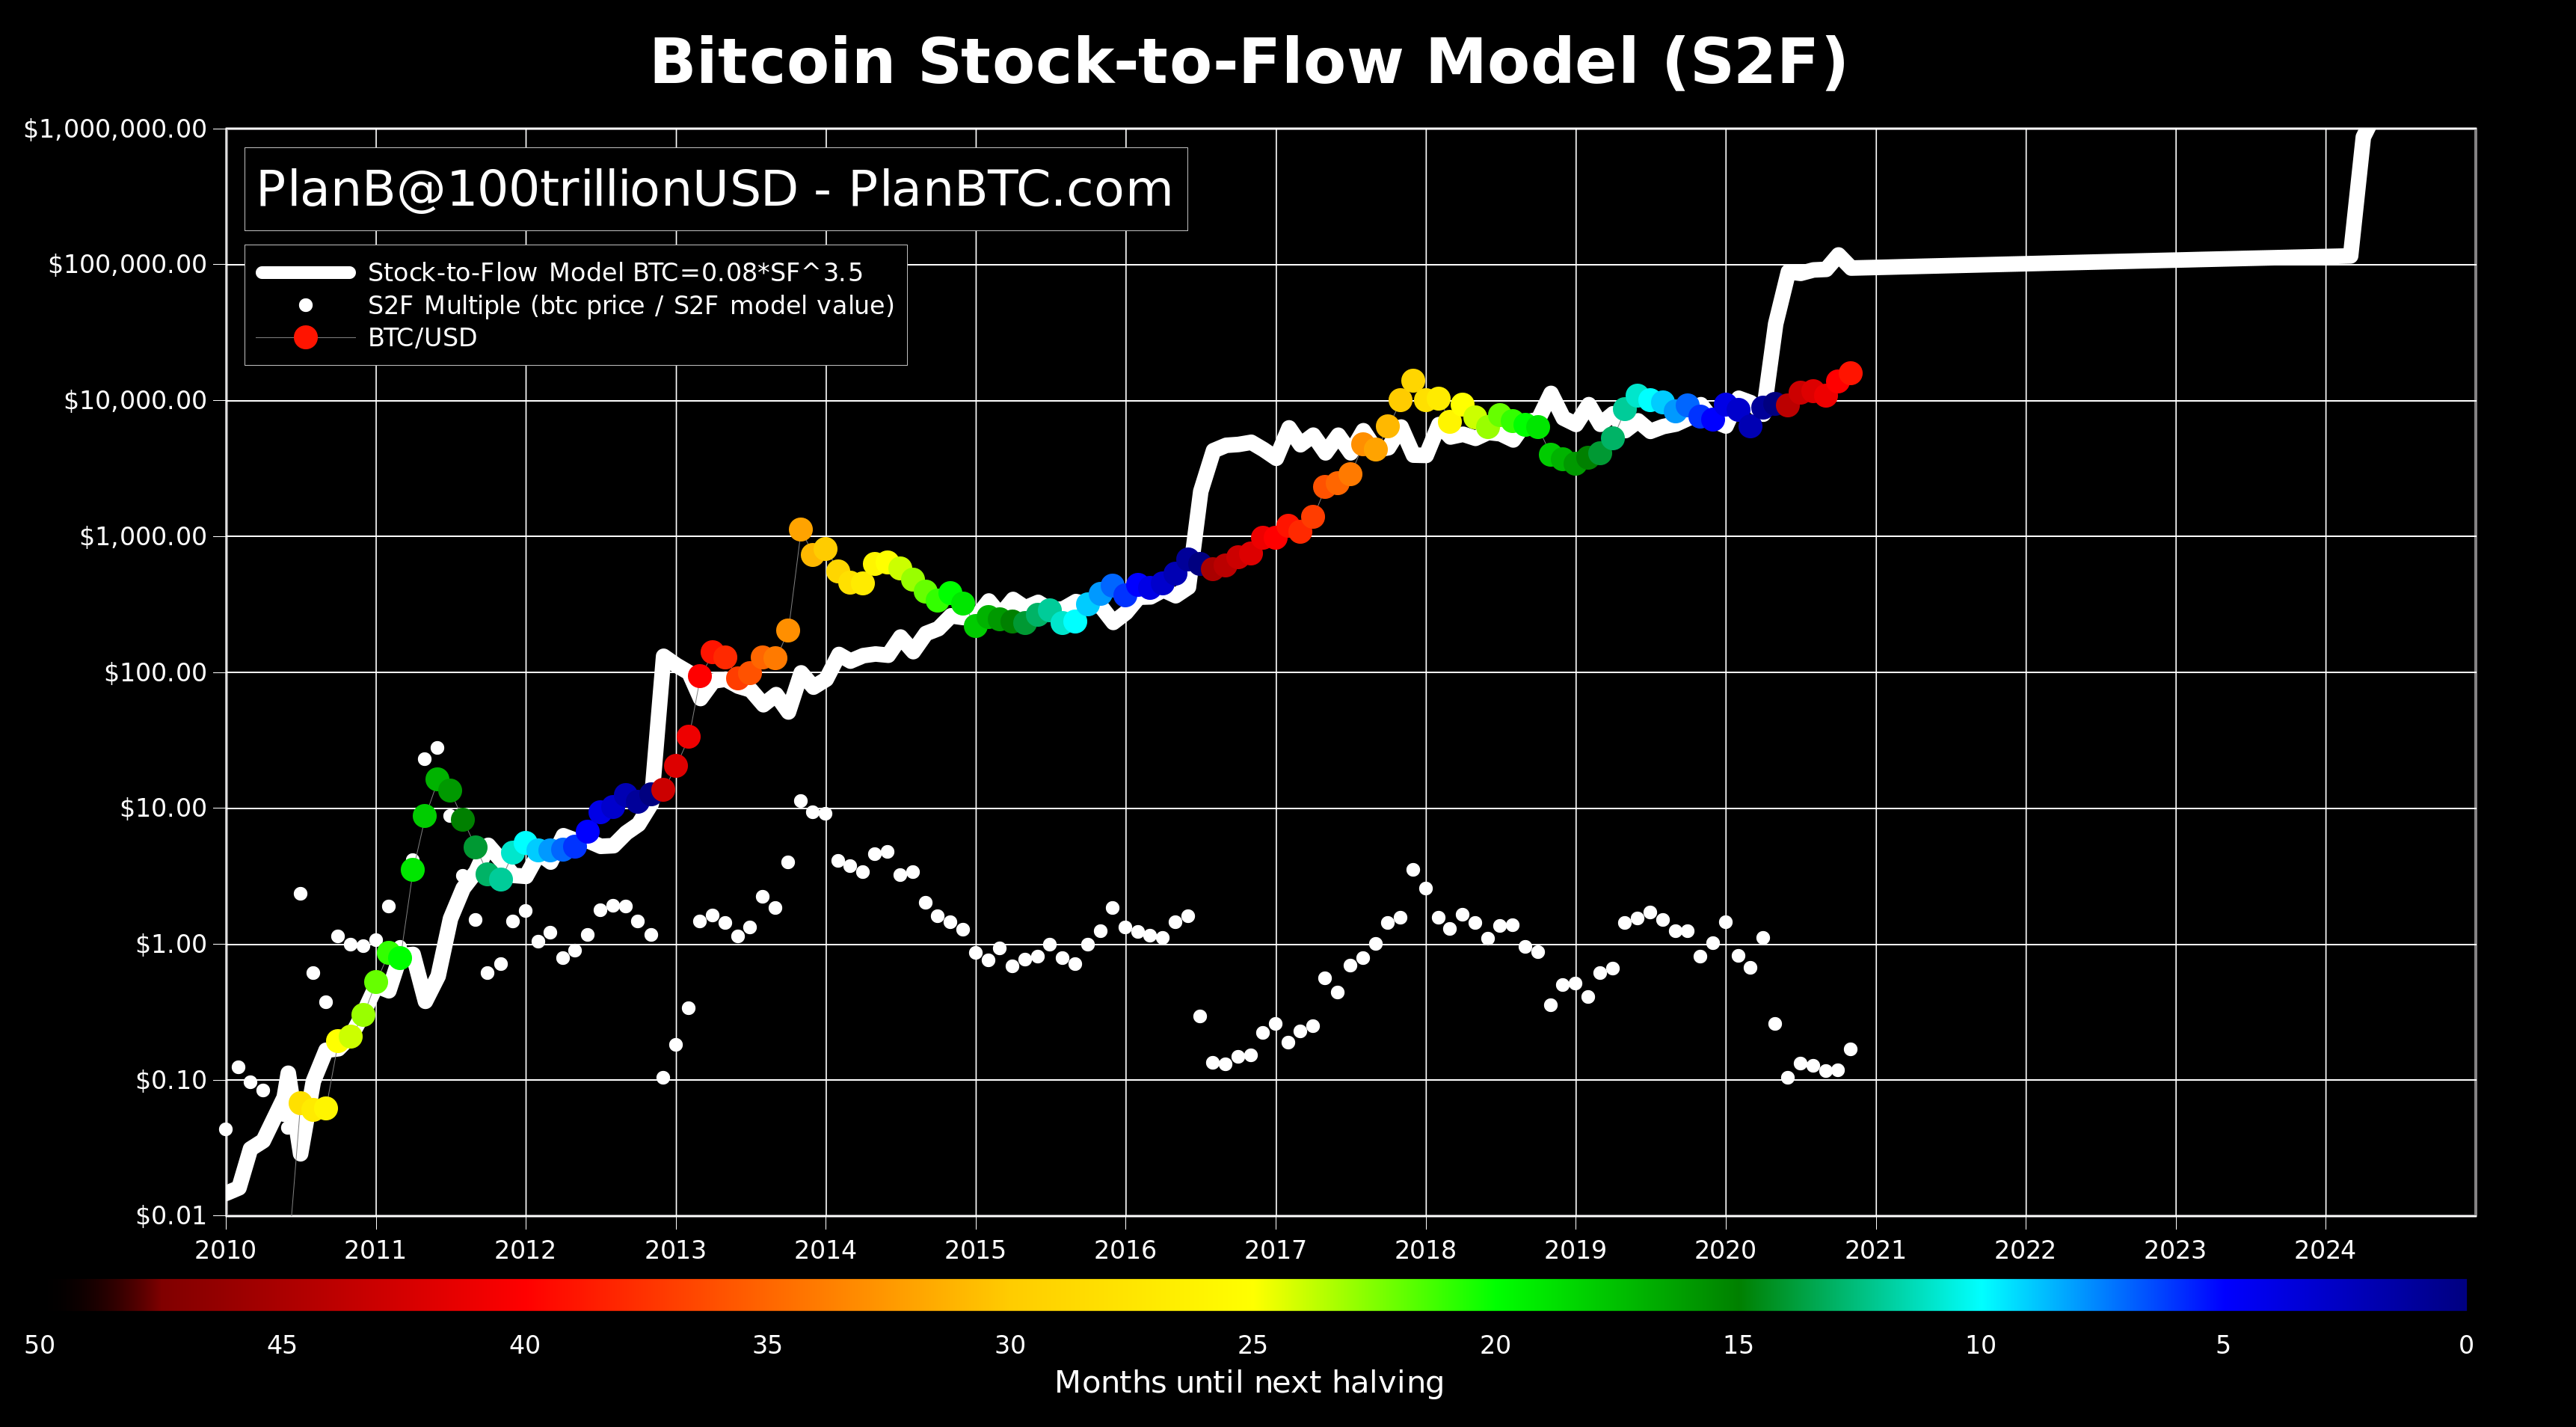 Bitcoin Stock-to-Flow Model (S2F)
$1,000,000.00
PlanB@100trillionUSD - PlanBTC.com
$100,000.00
Stock-to-Flow Model BTC=0.08*SF^3.5
S2F Multiple (btc price / S2F model value)
BTC/USD
$10,000.00
$1,000.00
$100.00
$10.00
$1.00
$0.10
$0.01
2010 2011 2012 2013 2014 2015 2016 2017 2018 2019 2020 2021 2022 2023 2024
50 45 40 35 30 25 20 15 10 5 0
Months until next halving